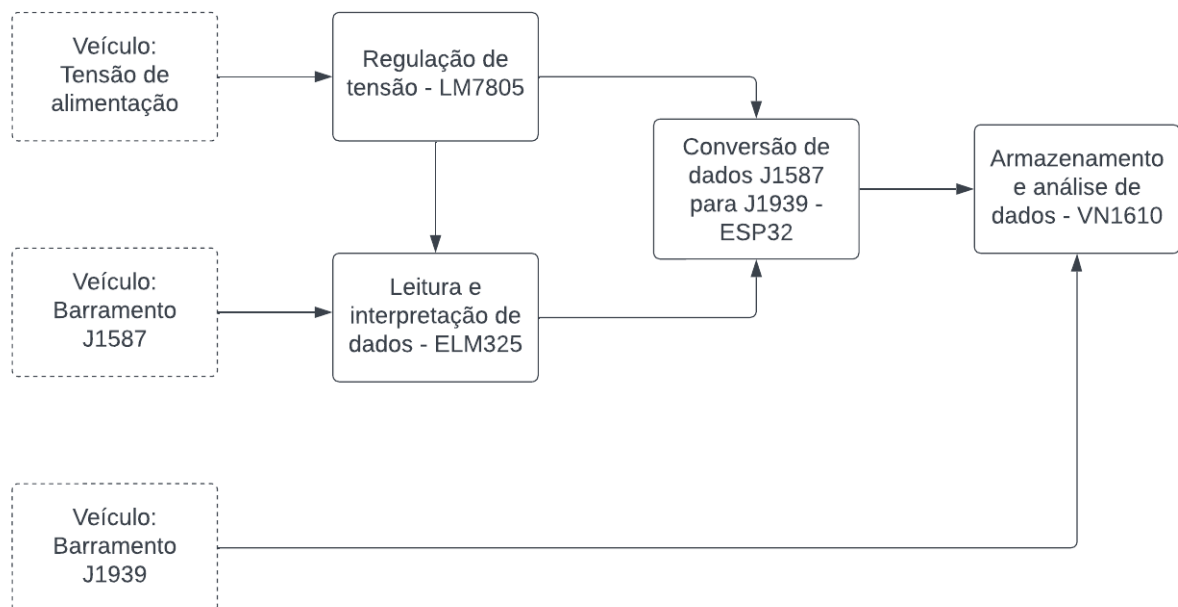 Veículo:
Tensão de
alimentação
Regulação de
tensão - LM7805
Conversão de
dados J1587
para J1939 -
ESP32
Armazenamento
e análise de
dados - VN1610
Veículo:
Barramento
J1587
Leitura e
interpretação de
dados - ELM325
Veículo:
Barramento
J1939